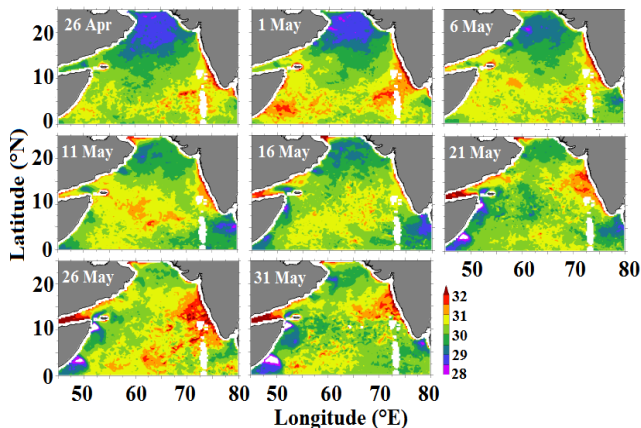 26 Apr
1 May
6 May
20
10
0
11 May
16 May
21 May
20
10
0
50 60 72 80
26 May
31 May
20
10
0
50 60 70 80
50 60 70 80
32
31
30
29
28
Latitude (°N)
Longitude (°E)